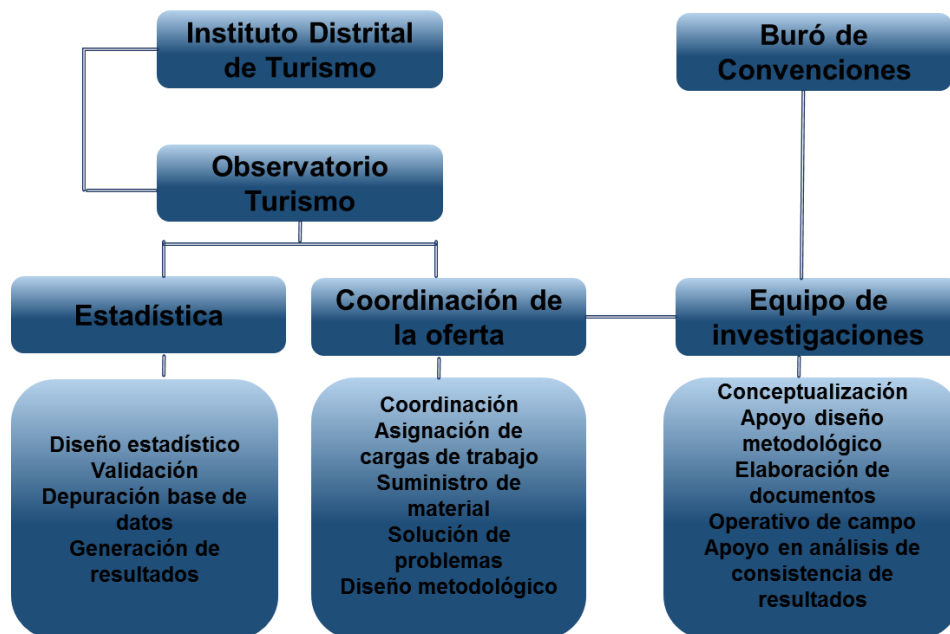 Instituto Distrital
de Turismo
Buró de
Convenciones
Observatorio
Turismo
Estadística
Coordinación de
la oferta
Equipo de
investigaciones
Diseño estadístico
Validación
Depuración base de
datos
Generación de
resultados
Coordinación
Asignación de
cargas de trabajo
Suministro de
material
Solución de
problemas
Diseño metodológico
Conceptualización
Apoyo diseño
metodológico
Elaboración de
documentos
Operativo de campo
Apoyo en análisis de
consistencia de
resultados